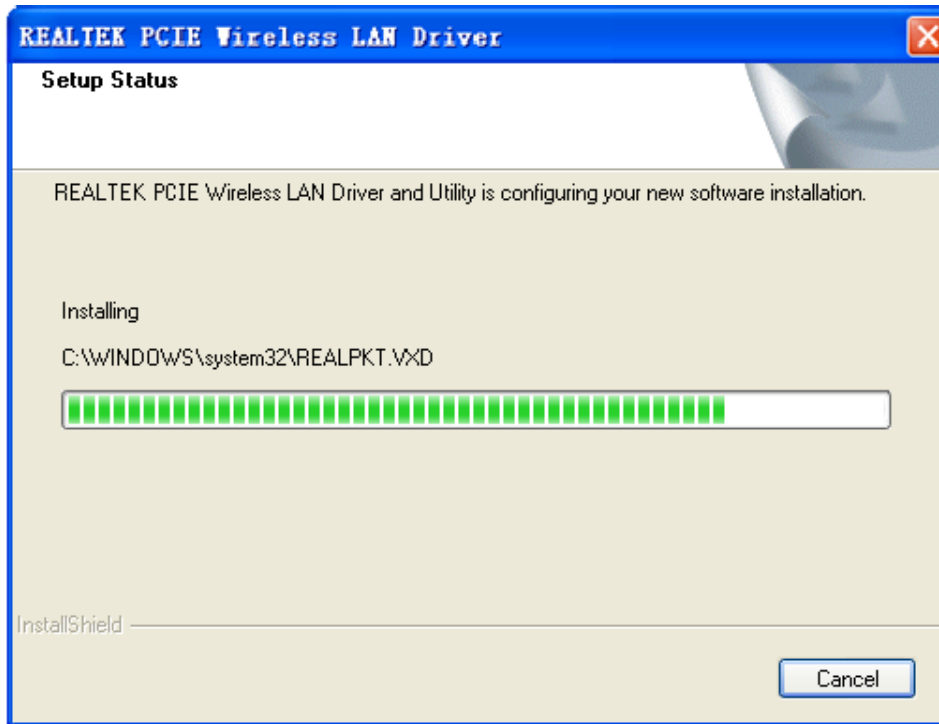 REALTEK PCIE Wireless LAN Driver
Setup Status
REALTEK PCIE Wireless LAN Driver and Utility is configuring your new software installation.
Installing
C:\WINDOWS\system32\REALPKT.VXD
InstallShield
Cancel